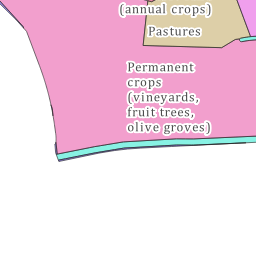 (annual crops)
Pastures
Permanent
crops
(vineyards,
fruit trees,
olive groves)